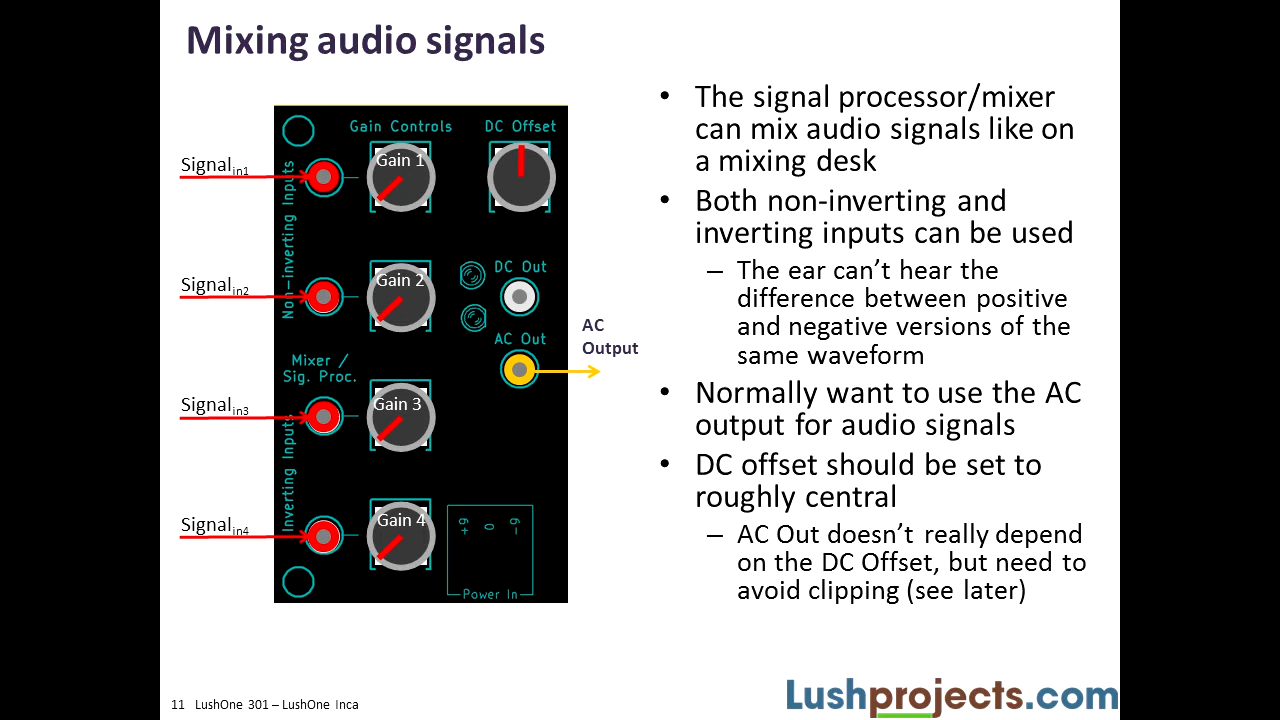 Mixing audio signals
Gain Controls
DC Offset
Signalin1
Gain 1
Non-inverting Inputs
Signalin2
Gain 2
DC Out
AC Out
AC
Output
Mixer /
Sig. Proc.
Signalin3
Gain 3
Inverting Inputs
Signalin4
Gain 4
+9
0
-9
Power In
• The signal processor/mixer
can mix audio signals like on
a mixing desk
• Both non-inverting and
inverting inputs can be used
– The ear can’t hear the
difference between positive
and negative versions of the
same waveform
• Normally want to use the AC
output for audio signals
• DC offset should be set to
roughly central
– AC Out doesn’t really depend
on the DC Offset, but need to
avoid clipping (see later)
11 LushOne 301 – LushOne Inca
Lushprojects.com